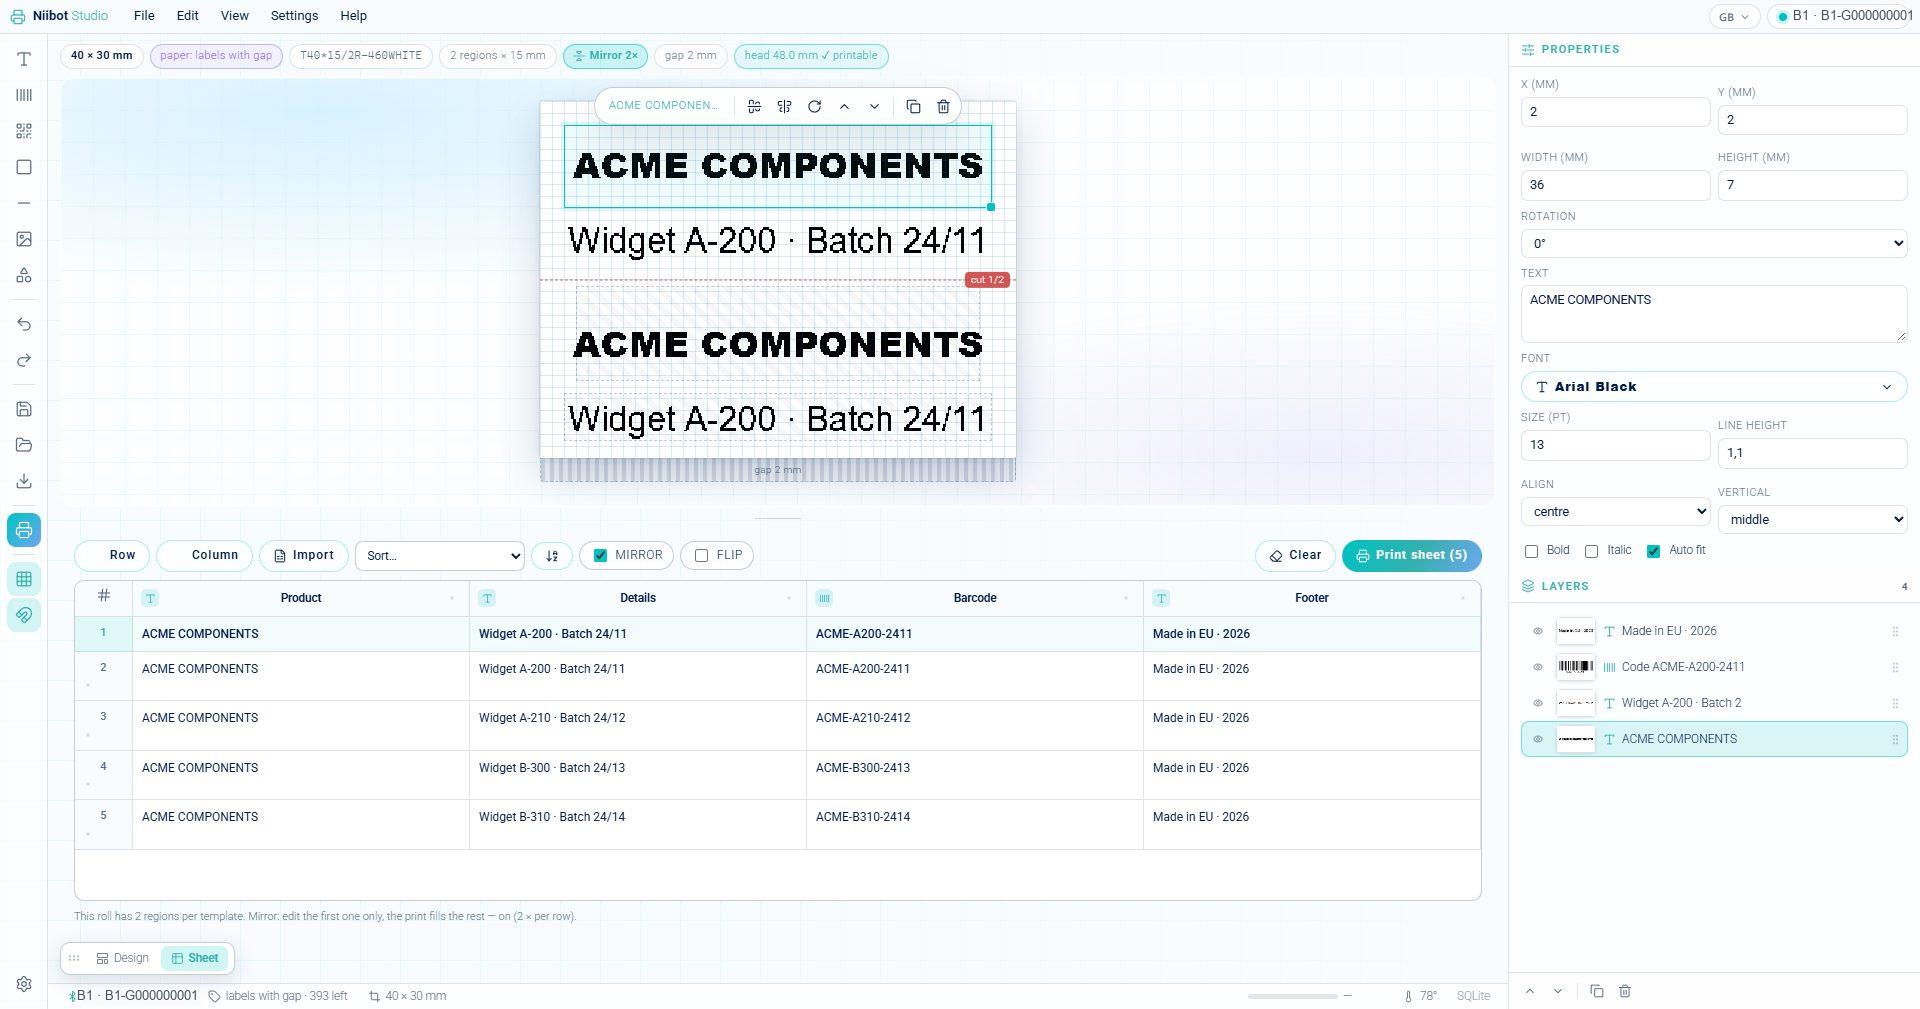 Niibot Studio
File Edit View Settings Help
GB
B1 · B1-G000000001
40 × 30 mm
paper: labels with gap
T40*15/2R-460WHITE
2 regions × 15 mm
Mirror 2×
gap 2 mm
head 48.0 mm ✓ printable
ACME COMPONEN...
ACME COMPONENTS
Widget A-200 · Batch 24/11
cut 1/2
ACME COMPONENTS
Widget A-200 · Batch 24/11
gap 2 mm
Row
Column
Import
Sort...
MIRROR
FLIP
Clear
Print sheet (5)
# Product Details Barcode Footer
1 ACME COMPONENTS Widget A-200 · Batch 24/11 ACME-A200-2411 Made in EU · 2026
2 ACME COMPONENTS Widget A-200 · Batch 24/11 ACME-A200-2411 Made in EU · 2026
3 ACME COMPONENTS Widget A-210 · Batch 24/12 ACME-A210-2412 Made in EU · 2026
4 ACME COMPONENTS Widget B-300 · Batch 24/13 ACME-B300-2413 Made in EU · 2026
5 ACME COMPONENTS Widget B-310 · Batch 24/14 ACME-B310-2414 Made in EU · 2026
This roll has 2 regions per template. Mirror: edit the first one only, the print fills the rest — on (2 × per row).
Design
Sheet
B1 · B1-G000000001
labels with gap · 393 left
40 × 30 mm
78°
SQLite
PROPERTIES
X (MM) Y (MM)
2 2
WIDTH (MM) HEIGHT (MM)
36 7
ROTATION
0°
TEXT
ACME COMPONENTS
FONT
Arial Black
SIZE (PT) LINE HEIGHT
13 1,1
ALIGN VERTICAL
centre middle
Bold Italic Auto fit
LAYERS 4
Made in EU · 2026
Code ACME-A200-2411
Widget A-200 · Batch 2
ACME COMPONENTS